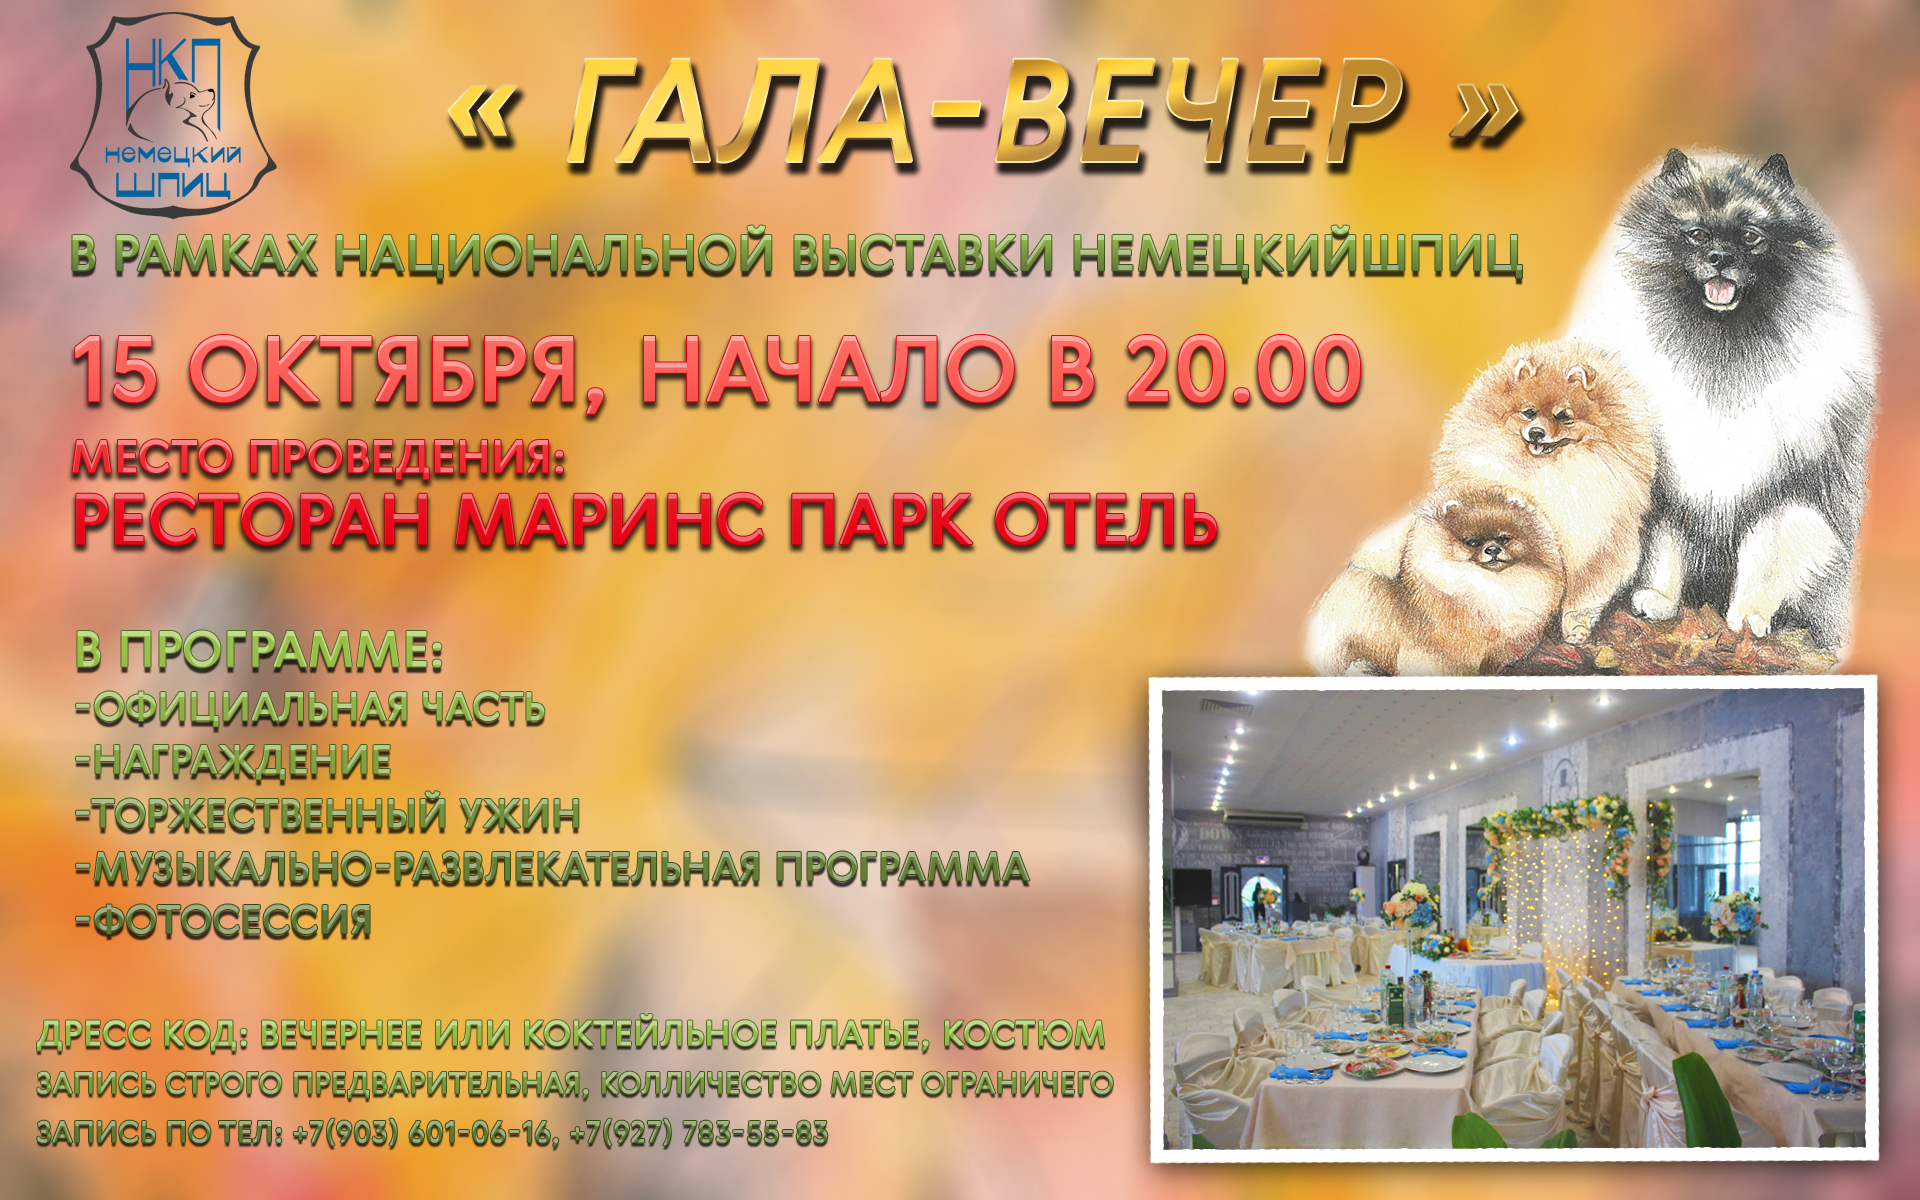 НКП
НЕМЕЦКИЙ
ШПИЦ
« ГАЛА-ВЕЧЕР »
В РАМКАХ НАЦИОНАЛЬНОЙ ВЫСТАВКИ НЕМЕЦКИЙШПИЦ
15 ОКТЯБРЯ, НАЧАЛО В 20.00
МЕСТО ПРОВЕДЕНИЯ:
РЕСТОРАН МАРИНС ПАРК ОТЕЛЬ
В ПРОГРАММЕ:
-ОФИЦИАЛЬНАЯ ЧАСТЬ
-НАГРАЖДЕНИЕ
-ТОРЖЕСТВЕННЫЙ УЖИН
-МУЗЫКАЛЬНО-РАЗВЛЕКАТЕЛЬНАЯ ПРОГРАММА
-ФОТОСЕССИЯ
ДРЕСС КОД: ВЕЧЕРНЕЕ ИЛИ КОКТЕЙЛЬНОЕ ПЛАТЬЕ, КОСТЮМ
ЗАПИСЬ СТРОГО ПРЕДВАРИТЕЛЬНАЯ, КОЛЛИЧЕСТВО МЕСТ ОГРАНИЧЕГО
ЗАПИСЬ ПО ТЕЛ: +7(903) 601-06-16, +7(927) 783-55-83